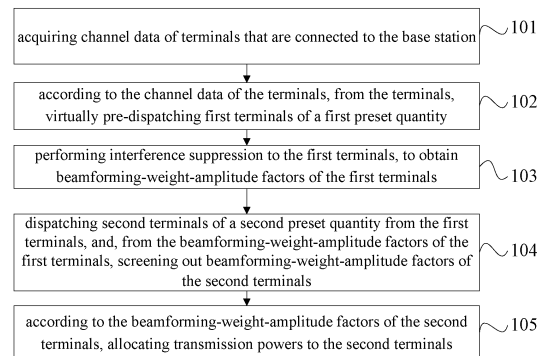 acquiring channel data of terminals that are connected to the base station
101
according to the channel data of the terminals, from the terminals,
virtually pre-dispatching first terminals of a first preset quantity
102
performing interference suppression to the first terminals, to obtain
beamforming-weight-amplitude factors of the first terminals
103
dispatching second terminals of a second preset quantity from the first
terminals, and, from the beamforming-weight-amplitude factors of the
first terminals, screening out beamforming-weight-amplitude factors of
the second terminals
104
according to the beamforming-weight-amplitude factors of the second
terminals, allocating transmission powers to the second terminals
105